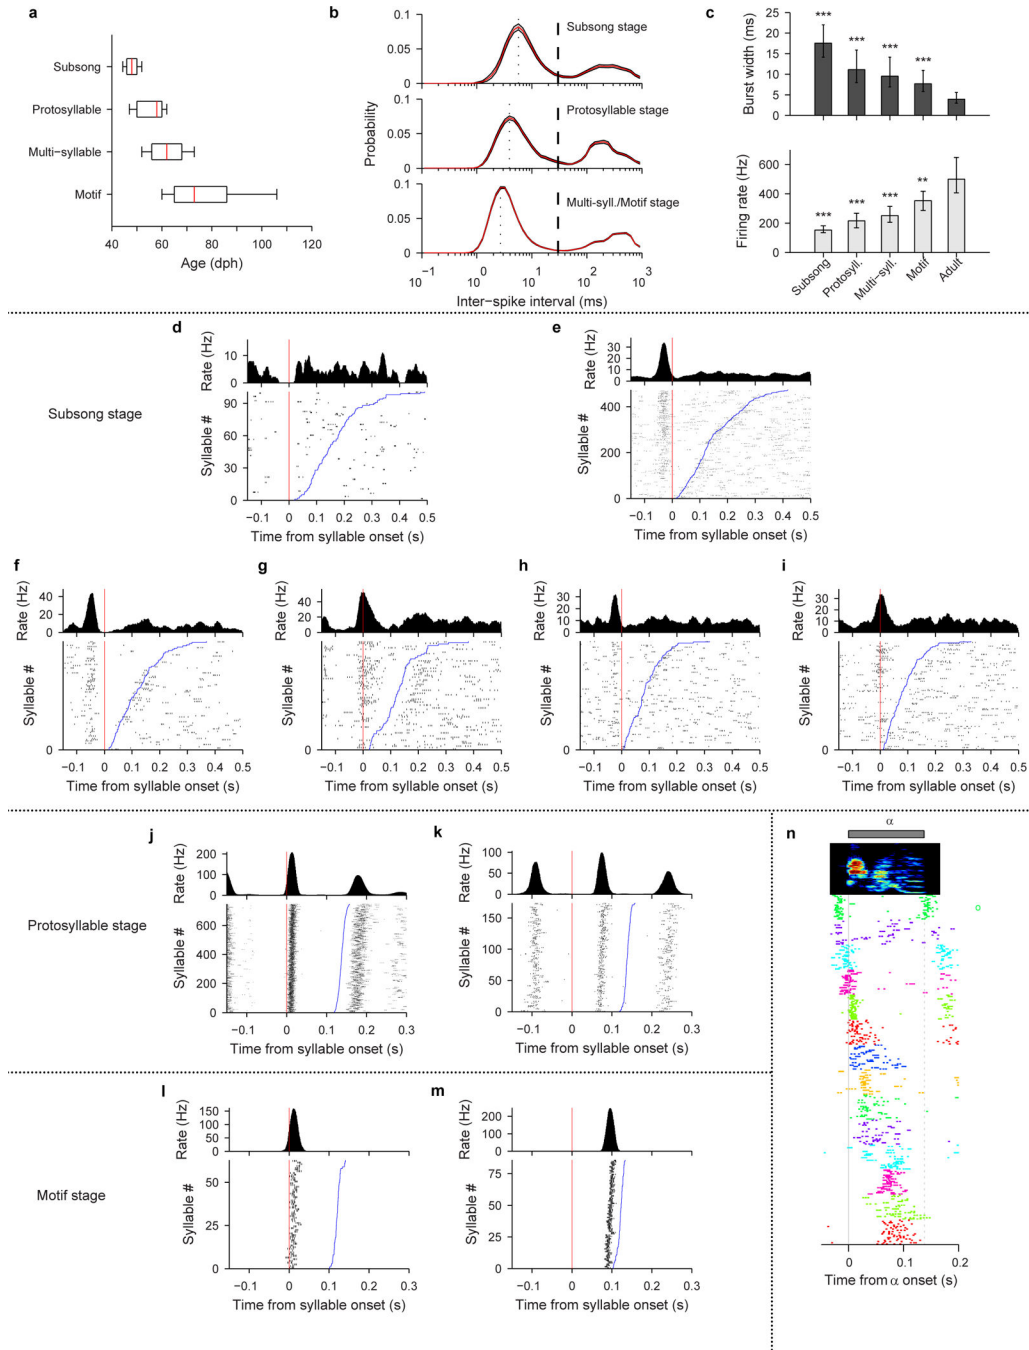 a
Subsong
Protosyllable
Multi−syllable
Motif
40 60 80 100 120
Age (dph)
b
0.1
0.05
0
Subsong stage
0.1
0.05
0
Protosyllable stage
0.1
0.05
0
Multi-syll./Motif stage
Probability
10−1 100 101 102 103
Inter−spike interval (ms)
c
25
20
15
10
5
0
Burst width (ms)
*** *** *** ***
600
400
200
0
Firing rate (Hz)
*** *** *** **
Subsong Protosyll. Multi-syll. Motif Adult
Subsong stage
d
Rate (Hz)
10
5
0
Syllable #
90
60
30
0
−0.1 0 0.1 0.2 0.3 0.4 0.5
Time from syllable onset (s)
e
Rate (Hz)
30
20
10
0
Syllable #
400
200
0
−0.1 0 0.1 0.2 0.3 0.4 0.5
Time from syllable onset (s)
f
Rate (Hz)
40
20
0
Syllable #
0
−0.1 0 0.1 0.2 0.3 0.4 0.5
Time from syllable onset (s)
g
Rate (Hz)
40
20
0
Syllable #
0
−0.1 0 0.1 0.2 0.3 0.4 0.5
Time from syllable onset (s)
h
Rate (Hz)
30
20
10
0
Syllable #
0
−0.1 0 0.1 0.2 0.3 0.4 0.5
Time from syllable onset (s)
i
Rate (Hz)
30
20
10
0
Syllable #
0
−0.1 0 0.1 0.2 0.3 0.4 0.5
Time from syllable onset (s)
Protosyllable stage
j
Rate (Hz)
200
100
0
Syllable #
600
400
200
0
−0.1 0 0.1 0.2 0.3
Time from syllable onset (s)
k
Rate (Hz)
100
50
0
Syllable #
150
100
50
0
−0.1 0 0.1 0.2 0.3
Time from syllable onset (s)
Motif stage
l
Rate (Hz)
150
100
50
0
Syllable #
50
25
0
−0.1 0 0.1 0.2 0.3
Time from syllable onset (s)
m
Rate (Hz)
200
100
0
Syllable #
75
50
25
0
−0.1 0 0.1 0.2 0.3
Time from syllable onset (s)
n
α
0 0.1 0.2
Time from α onset (s)